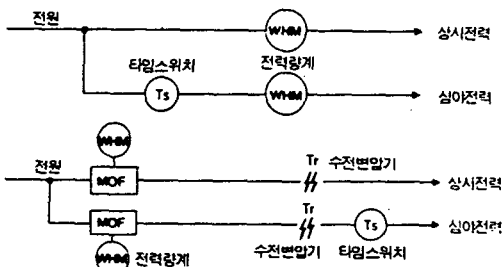 전원
WHM
상시전력
타임스위치
전력량계
Ts
WHM
심야전력
WHM
전원
MOF
Tr
수전변압기
상시전력
MOF
Tr
Ts
심야전력
WHM
전력량계
수전변압기
타임스위치